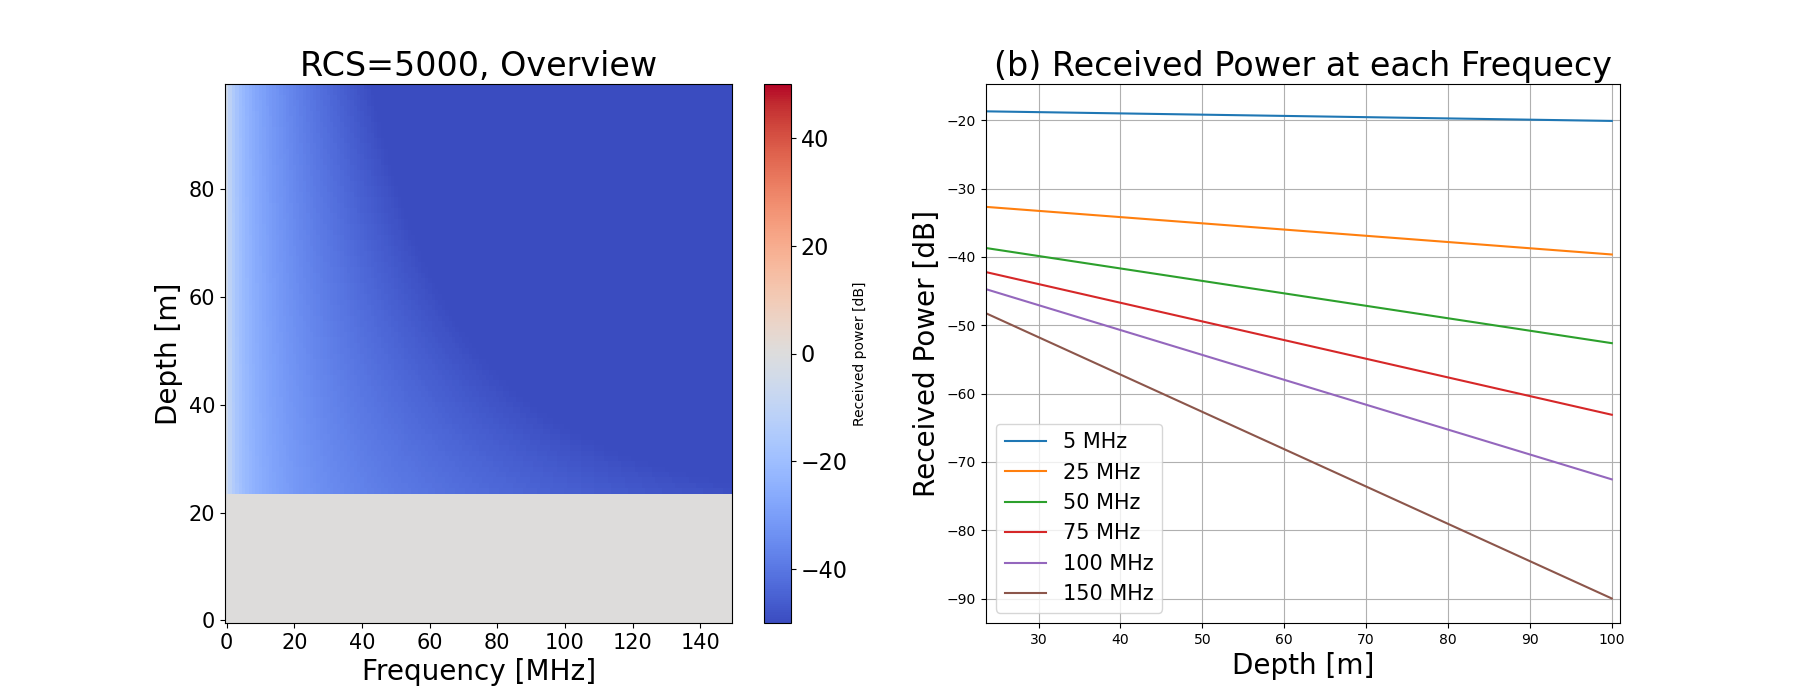 RCS=5000, Overview
80
60
40
20
0
Depth [m]
0 20 40 60 80 100 120 140
Frequency [MHz]
40
20
0
−20
−40
Received power [dB]
(b) Received Power at each Frequecy
−20
−30
−40
−50
−60
−70
−80
−90
Received Power [dB]
5 MHz
25 MHz
50 MHz
75 MHz
100 MHz
150 MHz
30 40 50 60 70 80 90 100
Depth [m]